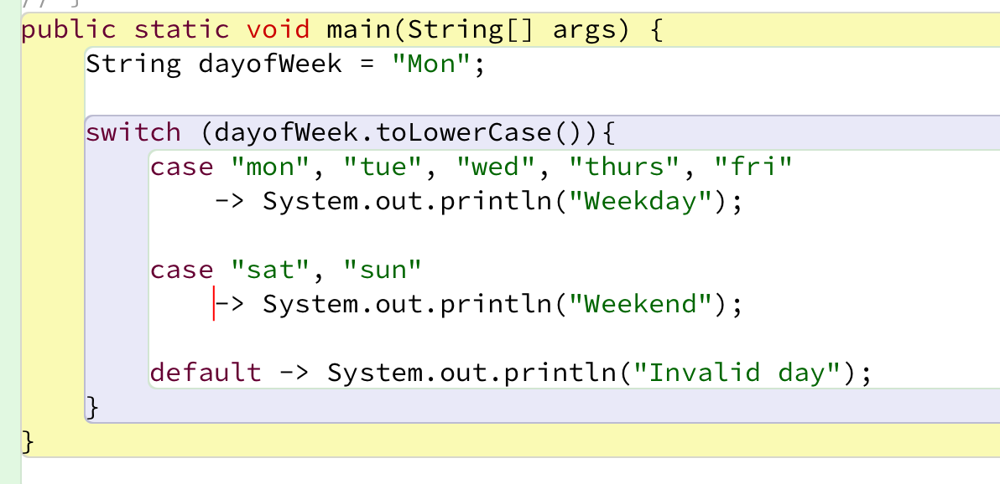 public static void main(String[] args) {
String dayofWeek = "Mon";
switch (dayofWeek.toLowerCase()){
case "mon", "tue", "wed", "thurs", "fri"
-> System.out.println("Weekday");
case "sat", "sun"
-> System.out.println("Weekend");
default -> System.out.println("Invalid day");
}
}